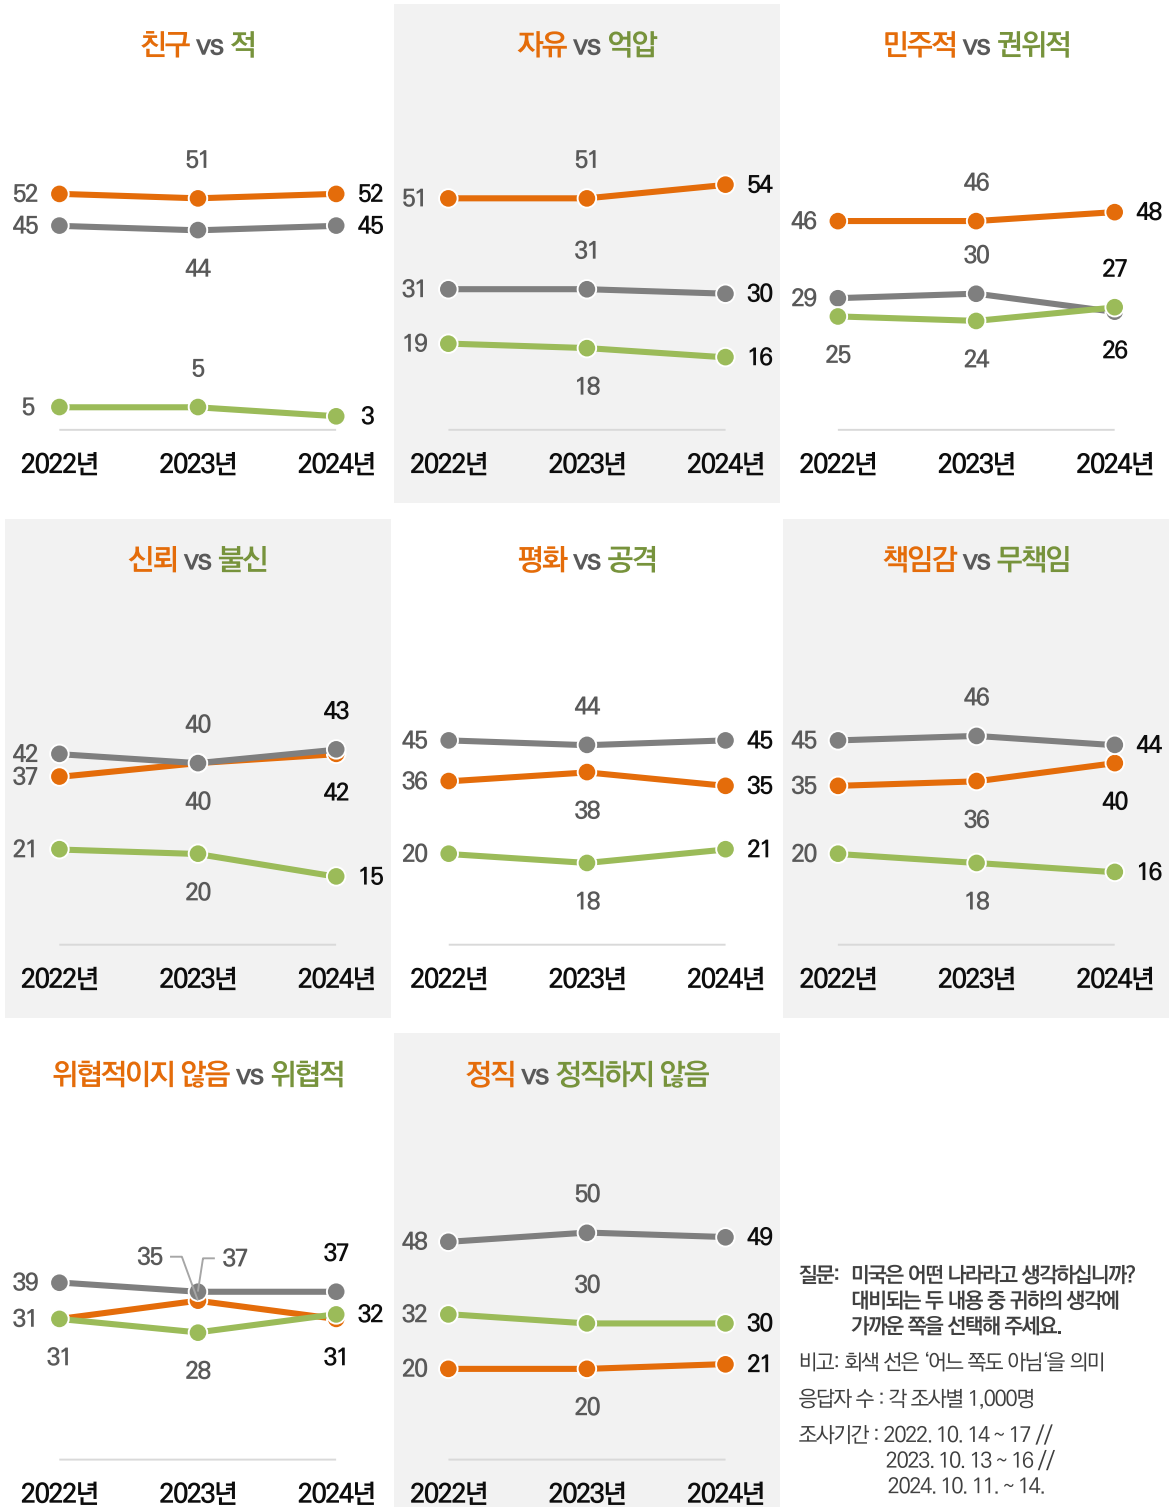 친구 vs 적
51
52
52
45
45
44
5
5
3
2022년 2023년 2024년
자유 vs 억압
51
51
54
31
31
30
19
16
18
2022년 2023년 2024년
민주적 vs 권위적
46
46
48
30
27
29
25
24
26
2022년 2023년 2024년
신뢰 vs 불신
43
40
42
37
40
42
21
15
20
2022년 2023년 2024년
평화 vs 공격
44
45
45
36
35
38
20
21
18
2022년 2023년 2024년
책임감 vs 무책임
46
45
44
35
40
36
20
16
18
2022년 2023년 2024년
위협적이지 않음 vs 위협적
35 37
37
39
31
32
31
28
31
2022년 2023년 2024년
정직 vs 정직하지 않음
50
48
49
30
32
30
20
21
20
2022년 2023년 2024년
질문: 미국은 어떤 나라라고 생각하십니까?
대비되는 두 내용 중 귀하의 생각에
가까운 쪽을 선택해 주세요.
비고: 회색 선은 ‘어느 쪽도 아님‘을 의미
응답자 수 : 각 조사별 1,000명
조사기간 : 2022. 10. 14 ~ 17 //
2023. 10. 13 ~ 16 //
2024. 10. 11. ~ 14.